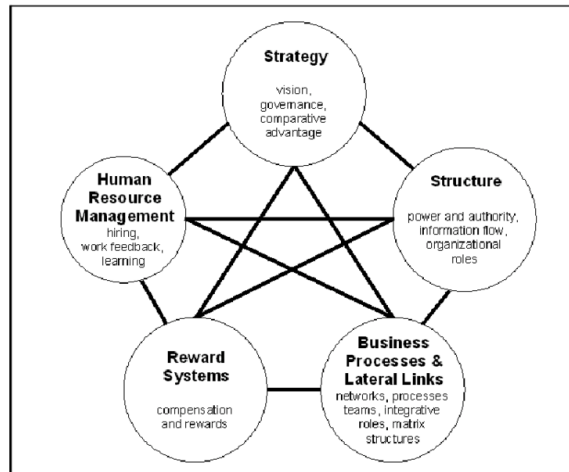 Strategy
vision,
governance,
comparative
advantage
Human
Resource
Management
hiring,
work feedback,
learning
Structure
power and authority,
information flow,
organizational
roles
Reward
Systems
compensation
and rewards
Business
Processes &
Lateral Links
networks, processes
teams, integrative
roles, matrix
structures